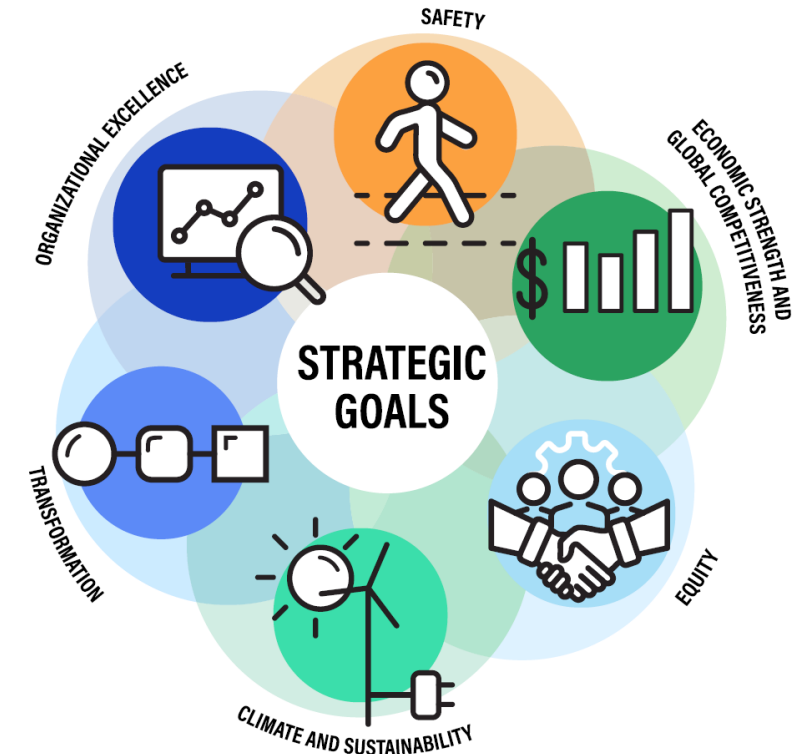 SAFETY
ECONOMIC STRENGTH AND
GLOBAL COMPETITIVENESS
$
EQUITY
CLIMATE AND SUSTAINABILITY
TRANSFORMATION
ORGANIZATIONAL EXCELLENCE
STRATEGIC
GOALS